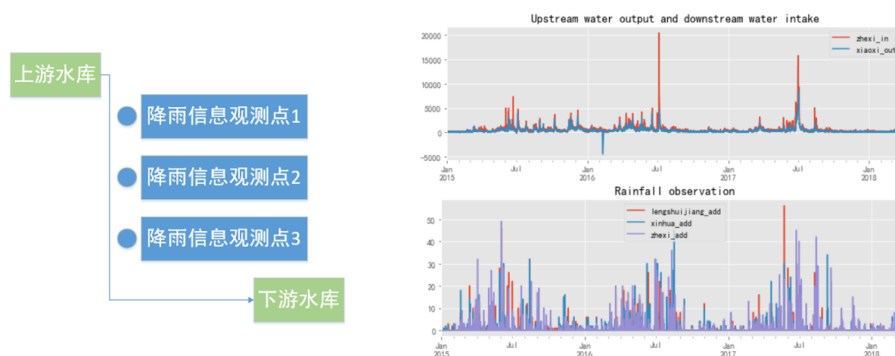 上游水库
降雨信息观测点1
降雨信息观测点2
降雨信息观测点3
下游水库
Upstream water output and downstream water intake
zhexi_in
xiaoxi_out
20000
15000
10000
5000
0
−5000
Jan Jul Jan Jul Jan Jul Jan
2015 2016 2017 2018
Rainfall observation
lengshuijiang_add
xinhua_add
zhexi_add
50
40
30
20
10
0
Jan Jul Jan Jul Jan Jul Jan
2015 2016 2017